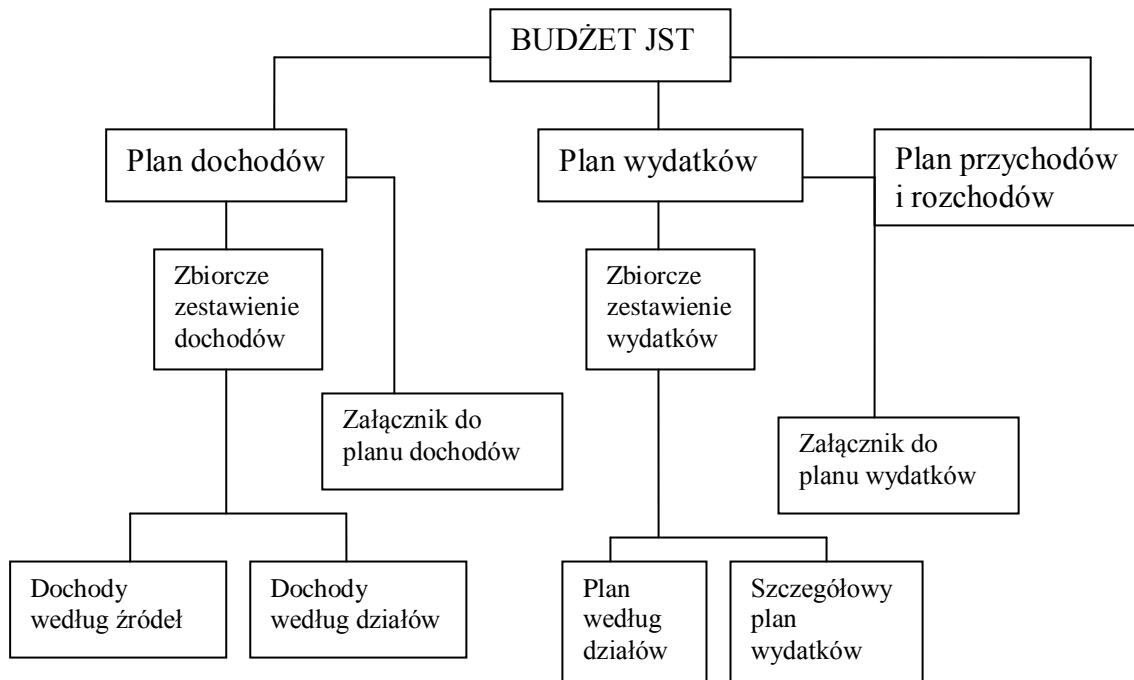 BUDŻET JST
Plan dochodów
Plan wydatków
Plan przychodów
i rozchodów
Zbiorcze
zestawienie
dochodów
Zbiorcze
zestawienie
wydatków
Załącznik do
planu dochodów
Załącznik do
planu wydatków
Dochody
według źródeł
Dochody
według działów
Plan
według
działów
Szczegółowy
plan
wydatków